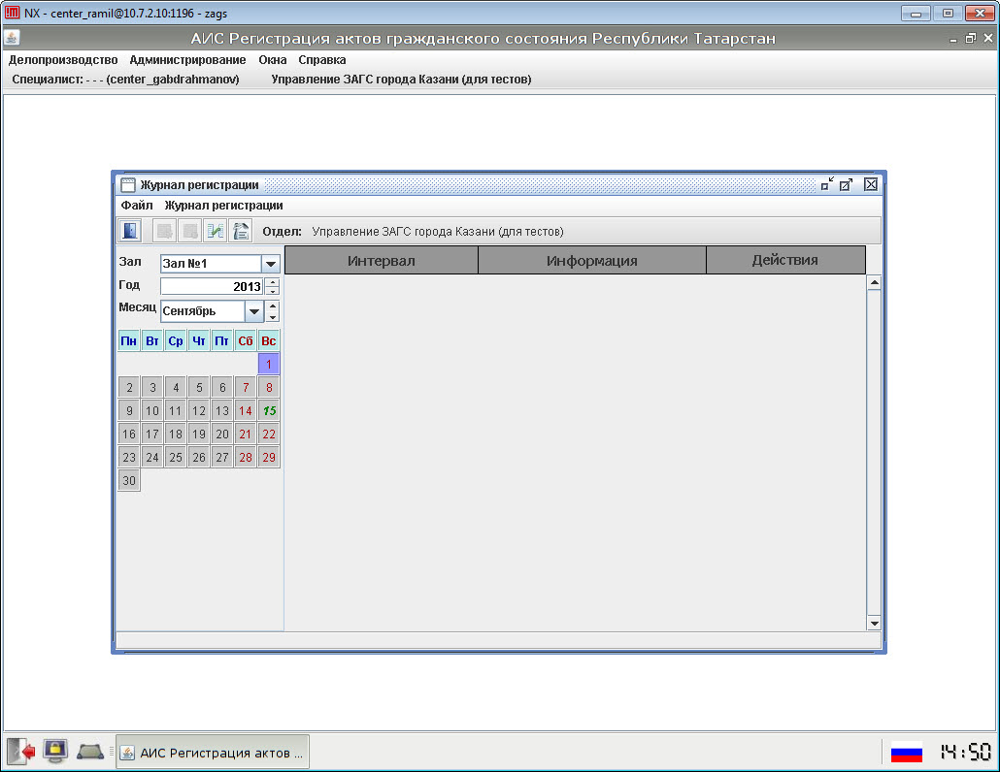 NX - center_ramil@10.7.2.10:1196 - zags
АИС Регистрация актов гражданского состояния Республики Татарстан
Делопроизводство Администрирование Окна Справка
Специалист: - - - (center_gabdrahmanov) Управление ЗАГС города Казани (для тестов)
Журнал регистрации
Файл Журнал регистрации
Отдел: Управление ЗАГС города Казани (для тестов)
Зал Зал №1 Интервал Информация Действия
Год 2013
Месяц Сентябрь
Пн Вт Ср Чт Пт Сб Вс
1
2 3 4 5 6 7 8
9 10 11 12 13 14 15
16 17 18 19 20 21 22
23 24 25 26 27 28 29
30
АИС Регистрация актов ... 14:50